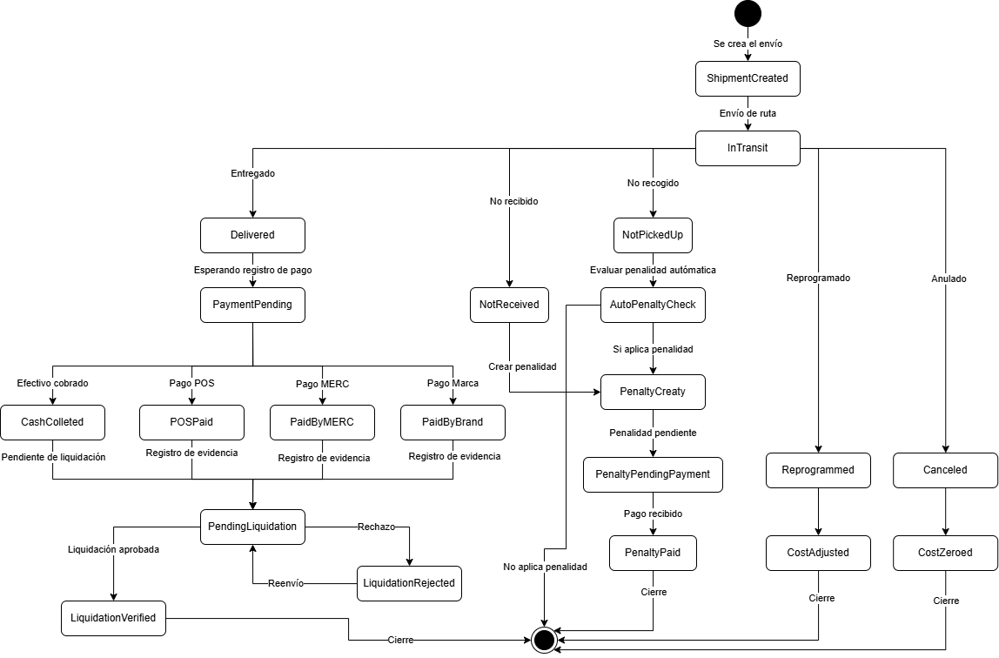 Se crea el envío
ShipmentCreated
Envío de ruta
InTransit
Entregado
No recibido
No recogido
Reprogramado
Anulado
Delivered
NotPickedUp
Esperando registro de pago
Evaluar penalidad autómatica
PaymentPending
NotReceived
AutoPenaltyCheck
Si aplica penalidad
Crear penalidad
Efectivo cobrado
Pago POS
Pago MERC
Pago Marca
PenaltyCreaty
CashColleted
POSPaid
PaidByMERC
PaidByBrand
Penalidad pendiente
Pendiente de liquidación
Registro de evidencia
Registro de evidencia
Registro de evidencia
PenaltyPendingPayment
Reprogrammed
Canceled
Pago recibido
PendingLiquidation
Rechazo
Liquidación aprobada
PenaltyPaid
CostAdjusted
CostZeroed
No aplica penalidad
Reenvío
LiquidationRejected
Cierre
Cierre
Cierre
LiquidationVerified
Cierre